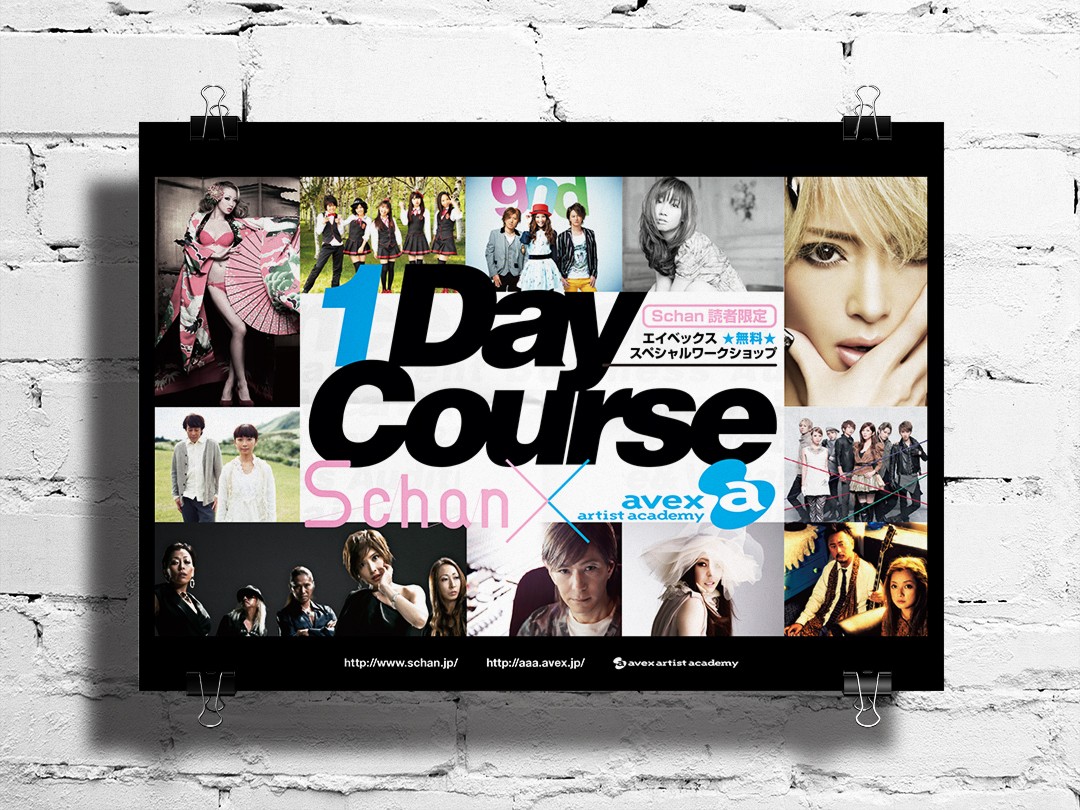 gnd
1Day
Course
Schan 読者限定
エイベックス ★無料★
スペシャルワークショップ
Schan × avex
artist academy
a
http://www.schan.jp/ http://aaa.avex.jp/ a avex artist academy